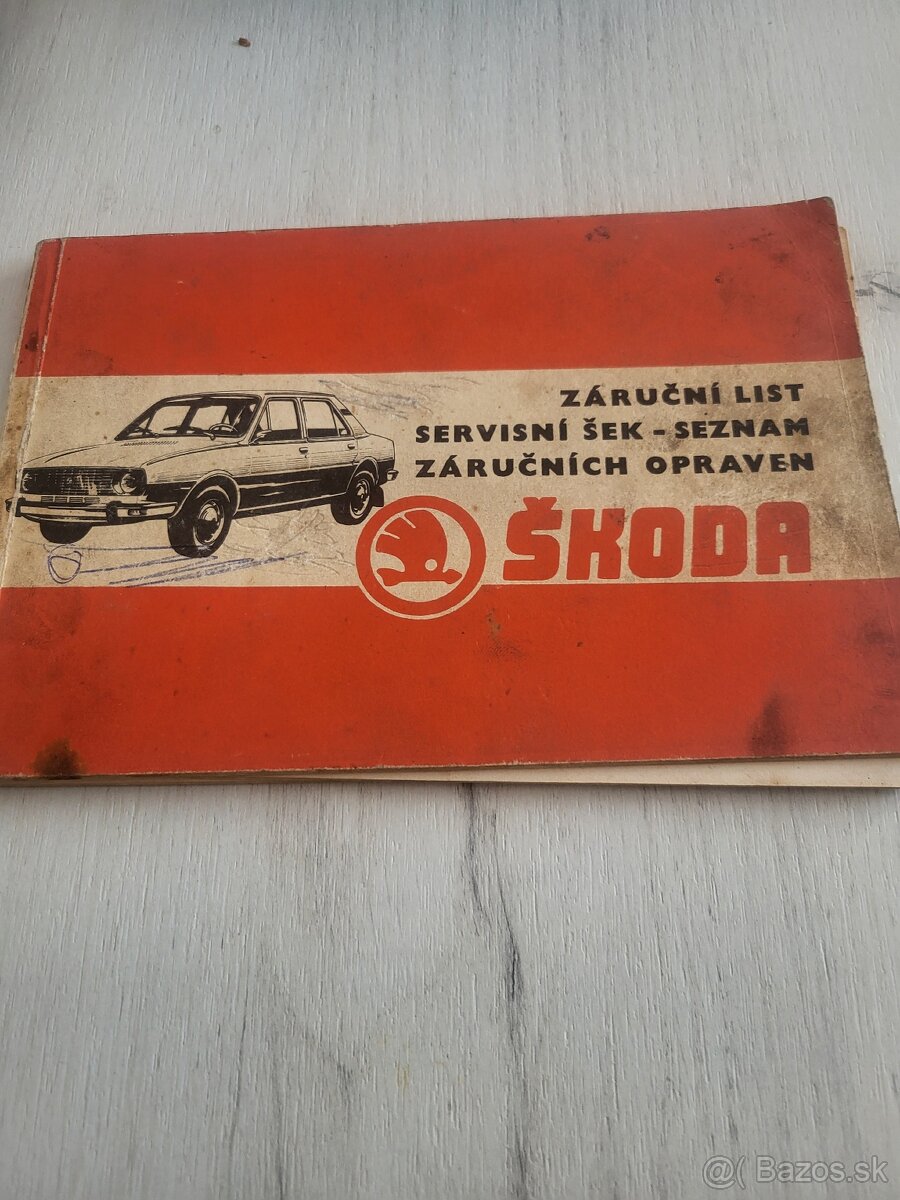 ZÁRUČNÍ LIST
SERVISNÍ ŠEK - SEZNAM
ZÁRUČNÍCH OPRAVEN
ŠKODA
@( Bazos.sk